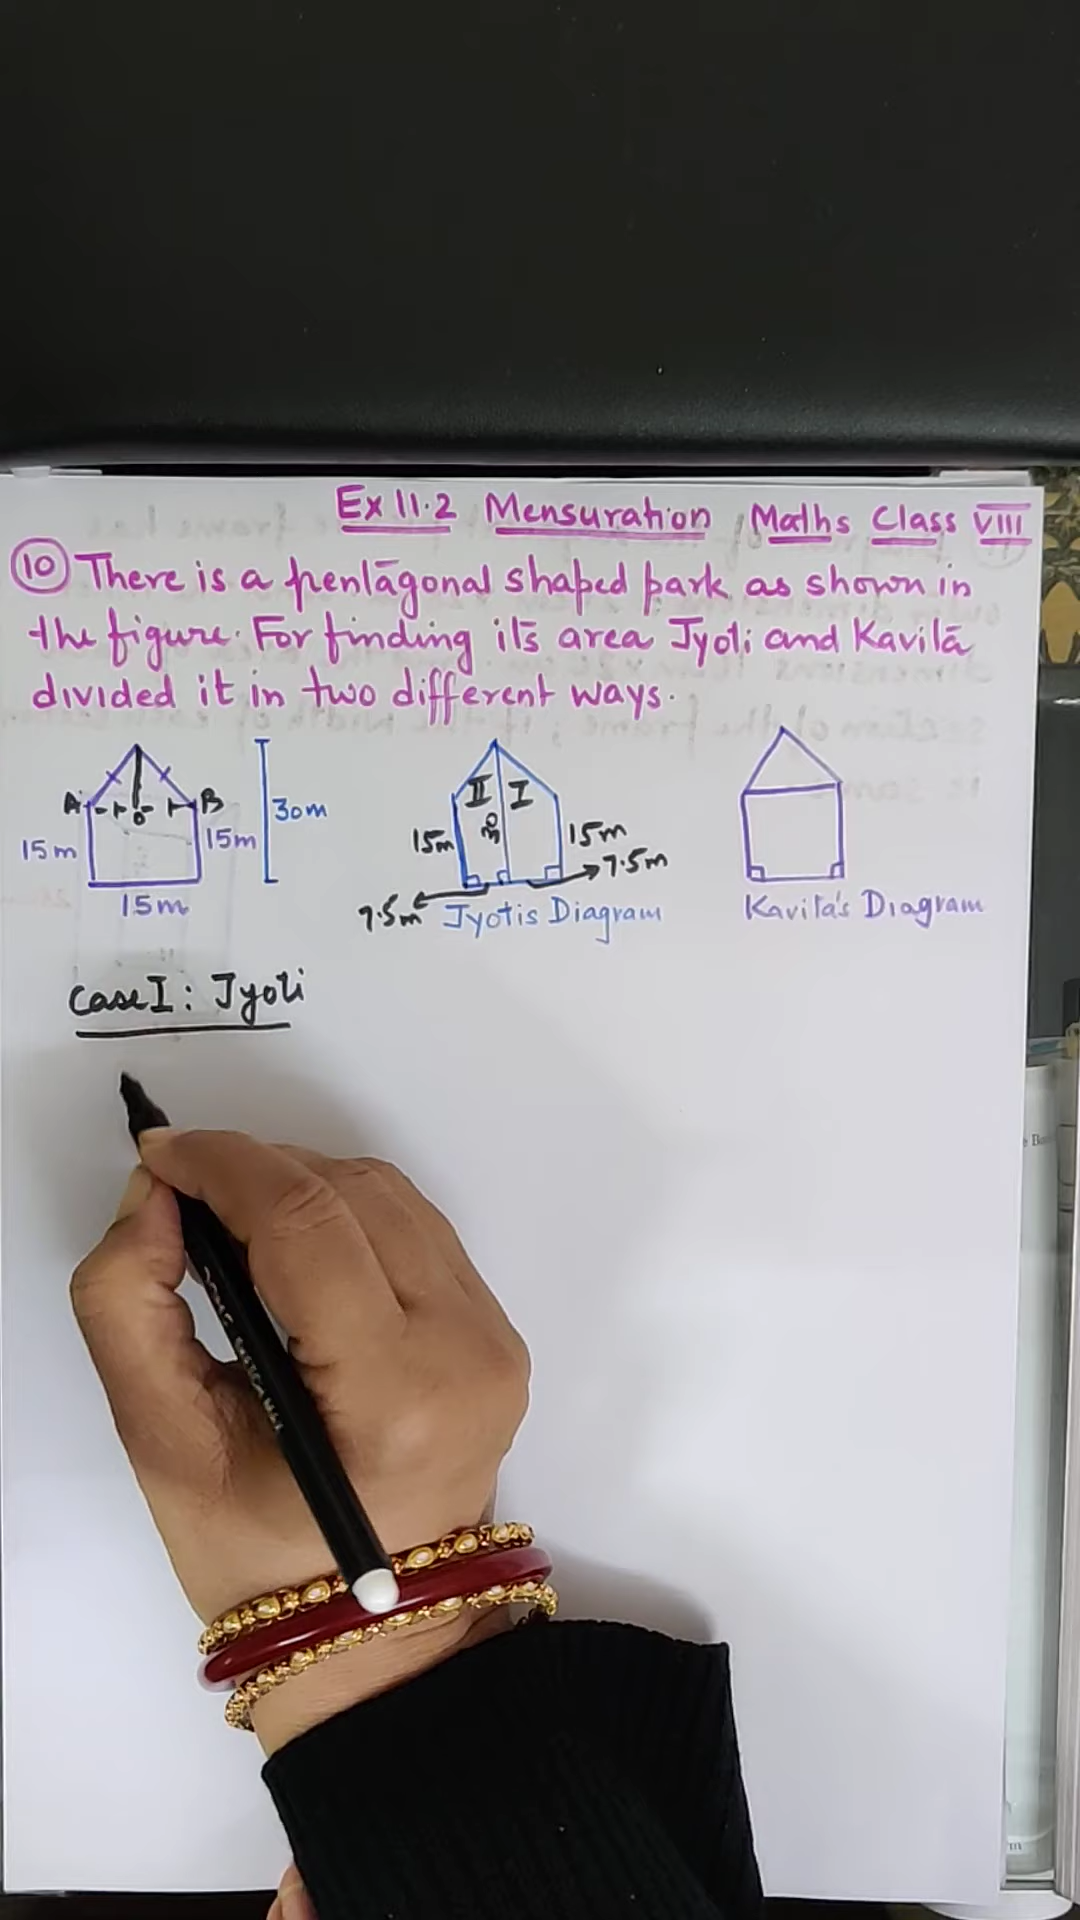 Ex 11.2 Mensuration Maths Class VIII
10 There is a pentagonal shaped park as shown in
the figure. For finding its area Jyoti and Kavita
divided it in two different ways.
A B
O
15m 15m 30m
15m
II I
15m 30 15m
7.5m 7.5m
Jyotis Diagram
Kavita's Diagram
Case I : Jyoti